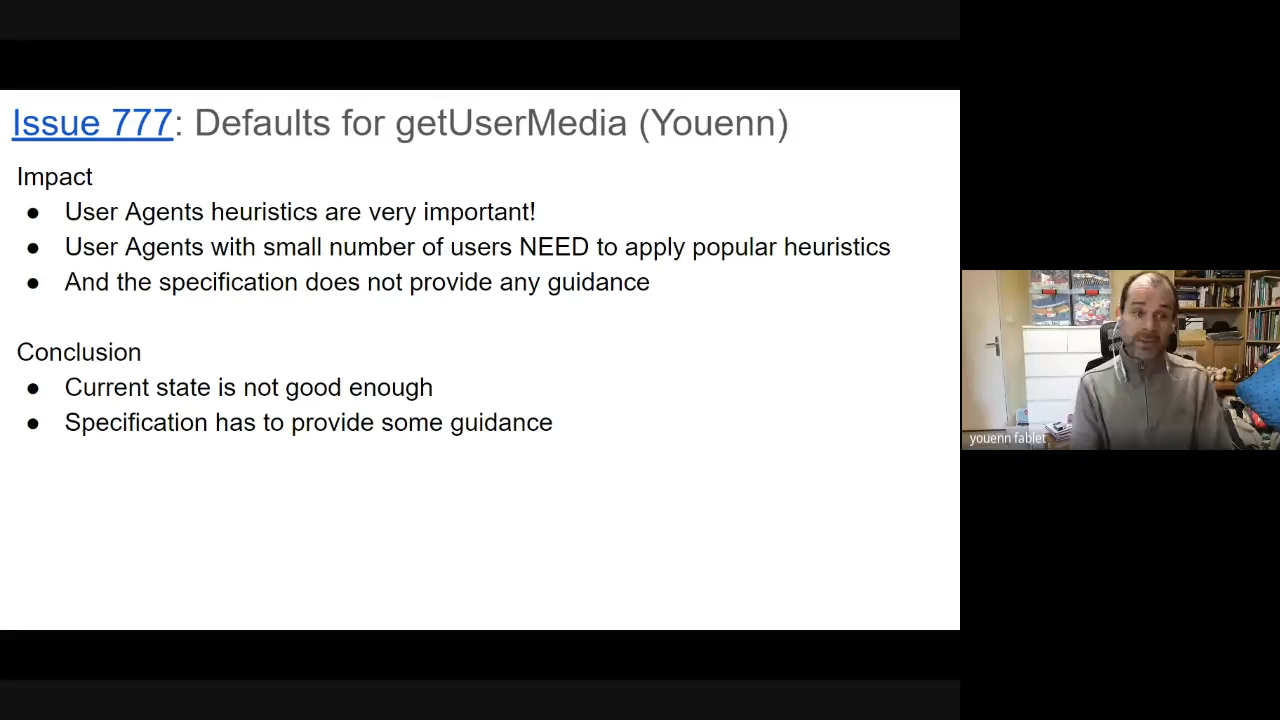 Issue 777: Defaults for getUserMedia (Youenn)
Impact
● User Agents heuristics are very important!
● User Agents with small number of users NEED to apply popular heuristics
● And the specification does not provide any guidance
Conclusion
● Current state is not good enough
● Specification has to provide some guidance
youenn fablet